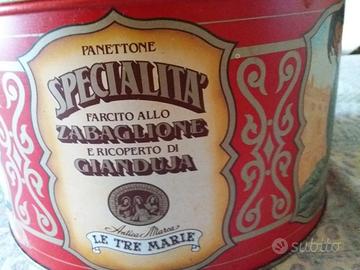 PANETTONE
SPECIALITA'
FARCITO ALLO
ZABAGLIONE
E RICOPERTO DI
GIANDUJA
Antica Marca
LE TRE MARIE
subito